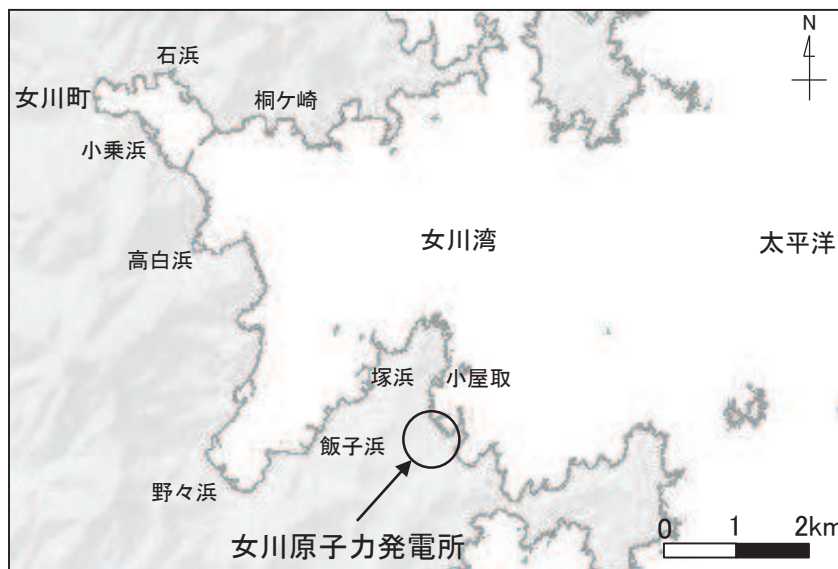 N
石浜
女川町
桐ケ崎
小乗浜
高白浜
女川湾
太平洋
塚浜
小屋取
飯子浜
野々浜
女川原子力発電所
0 1 2km